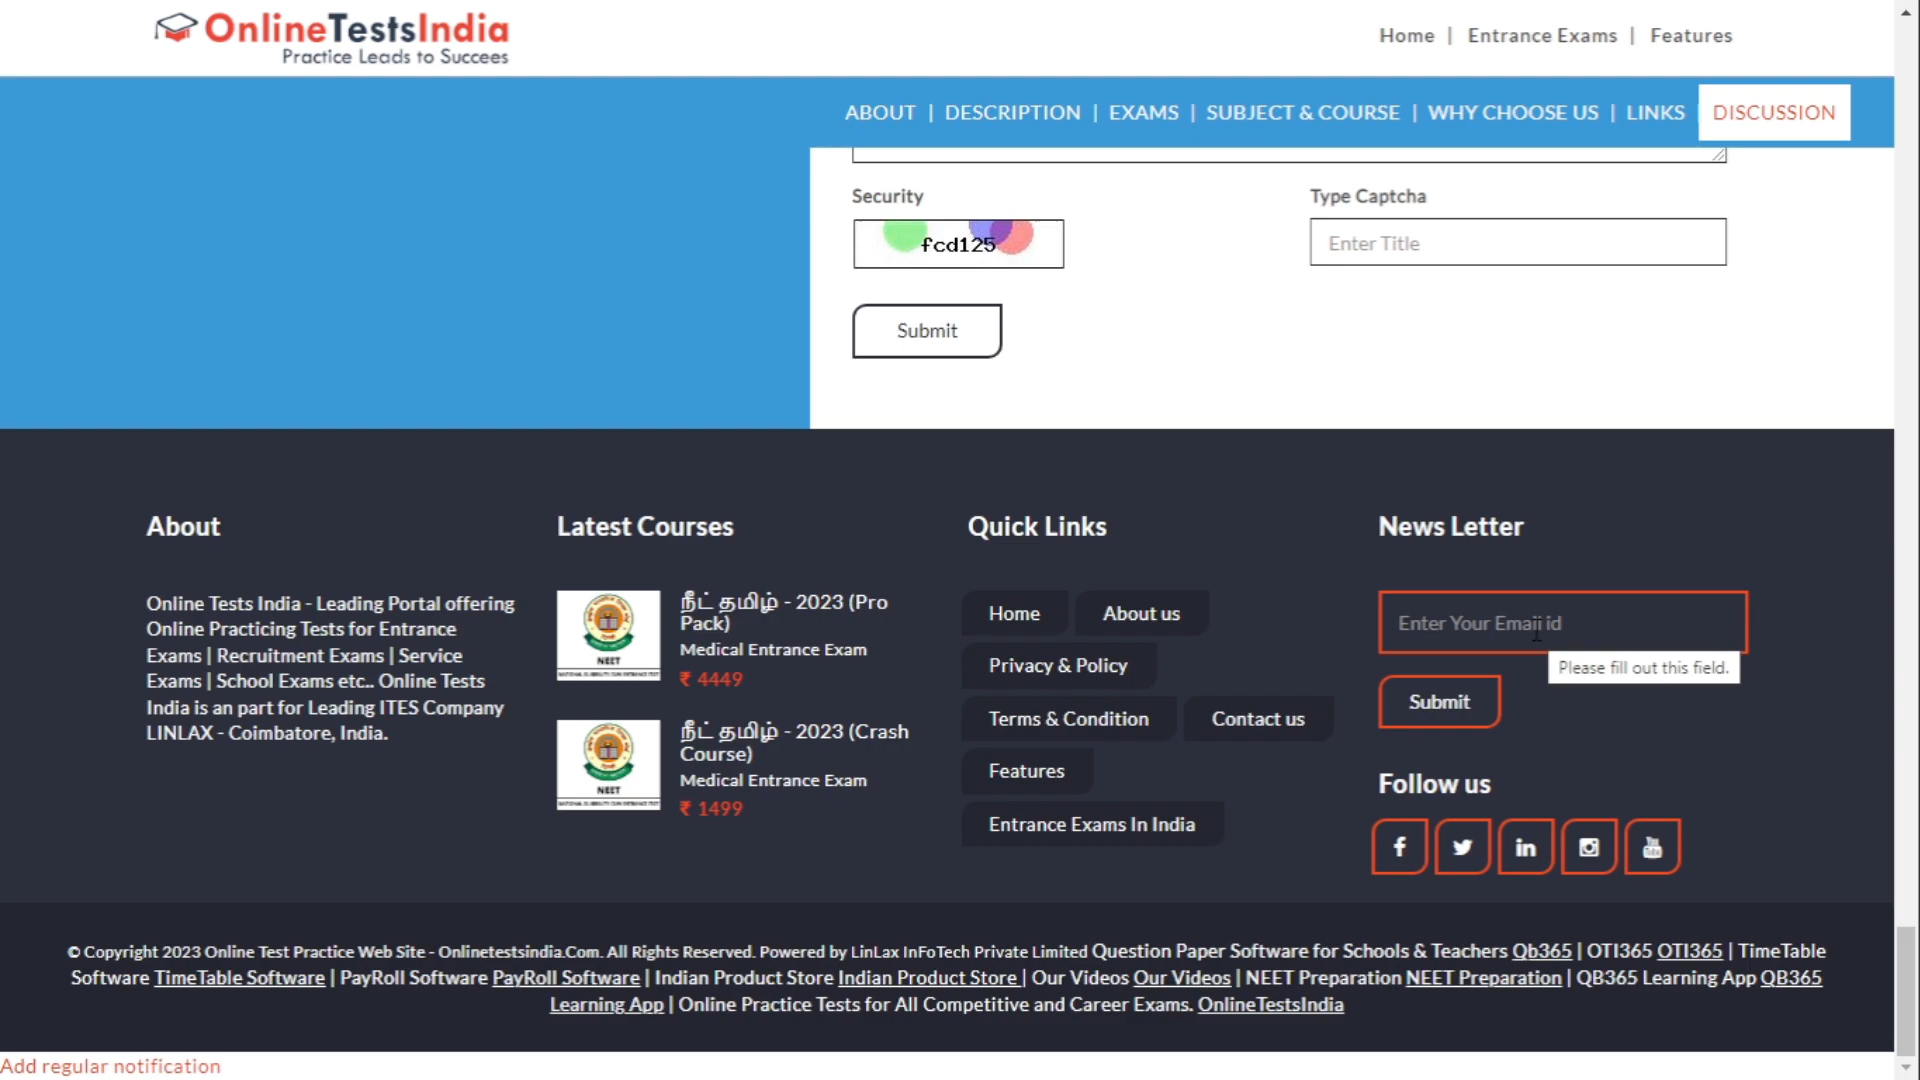 OnlineTestsIndia
Practice Leads to Success
Home | Entrance Exams | Features
ABOUT | DESCRIPTION | EXAMS | SUBJECT & COURSE | WHY CHOOSE US | LINKS
DISCUSSION
Security
Type Captcha
fcd125
Enter Title
Submit
About
Online Tests India - Leading Portal offering
Online Practicing Tests for Entrance
Exams | Recruitment Exams | Service
Exams | School Exams etc.. Online Tests
India is an part for Leading ITES Company
LINLAX - Coimbatore, India.
Latest Courses
NEET
நீட் தமிழ் - 2023 (Pro
Pack)
Medical Entrance Exam
₹ 4449
NEET
நீட் தமிழ் - 2023 (Crash
Course)
Medical Entrance Exam
₹ 1499
Quick Links
Home
About us
Privacy & Policy
Terms & Condition
Contact us
Features
Entrance Exams In India
News Letter
Enter Your Email id
Please fill out this field.
Submit
Follow us
© Copyright 2023 Online Test Practice Web Site - Onlinetestsindia.Com. All Rights Reserved. Powered by LinLax InFoTech Private Limited Question Paper Software for Schools & Teachers Qb365 | OTI365 OTI365 | TimeTable
Software TimeTable Software | PayRoll Software PayRoll Software | Indian Product Store Indian Product Store | Our Videos Our Videos | NEET Preparation NEET Preparation | QB365 Learning App QB365
Learning App | Online Practice Tests for All Competitive and Career Exams. OnlineTestsIndia
Add regular notification